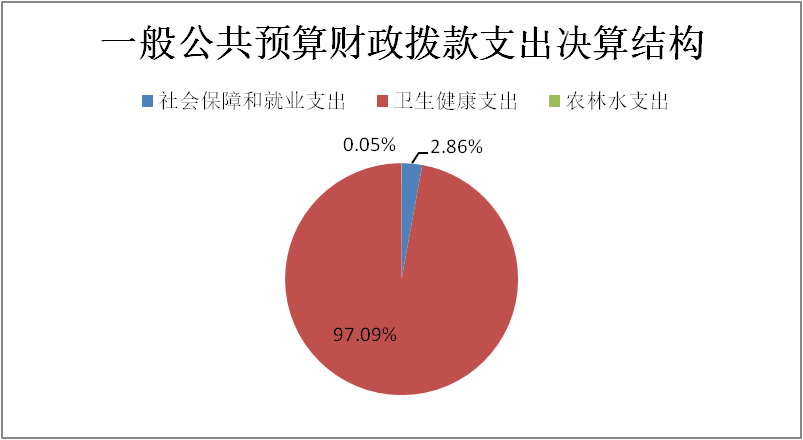 一般公共预算财政拨款支出决算结构
社会保障和就业支出 卫生健康支出 农林水支出
0.05% 2.86%
97.09%